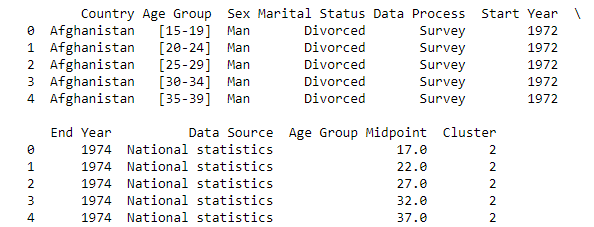 Country Age Group Sex Marital Status Data Process Start Year \
0 Afghanistan [15-19] Man Divorced Survey 1972
1 Afghanistan [20-24] Man Divorced Survey 1972
2 Afghanistan [25-29] Man Divorced Survey 1972
3 Afghanistan [30-34] Man Divorced Survey 1972
4 Afghanistan [35-39] Man Divorced Survey 1972
End Year Data Source Age Group Midpoint Cluster
0 1974 National statistics 17.0 2
1 1974 National statistics 22.0 2
2 1974 National statistics 27.0 2
3 1974 National statistics 32.0 2
4 1974 National statistics 37.0 2